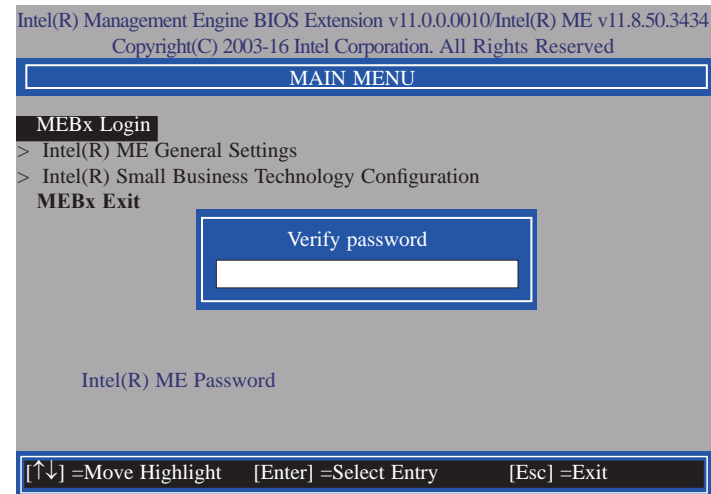 Intel(R) Management Engine BIOS Extension v11.0.0.0010/Intel(R) ME v11.8.50.3434
Copyright(C) 2003-16 Intel Corporation. All Rights Reserved
MAIN MENU
MEBx Login
> Intel(R) ME General Settings
> Intel(R) Small Business Technology Configuration
MEBx Exit
Verify password
Intel(R) ME Password
[↑↓] =Move Highlight [Enter] =Select Entry [Esc] =Exit